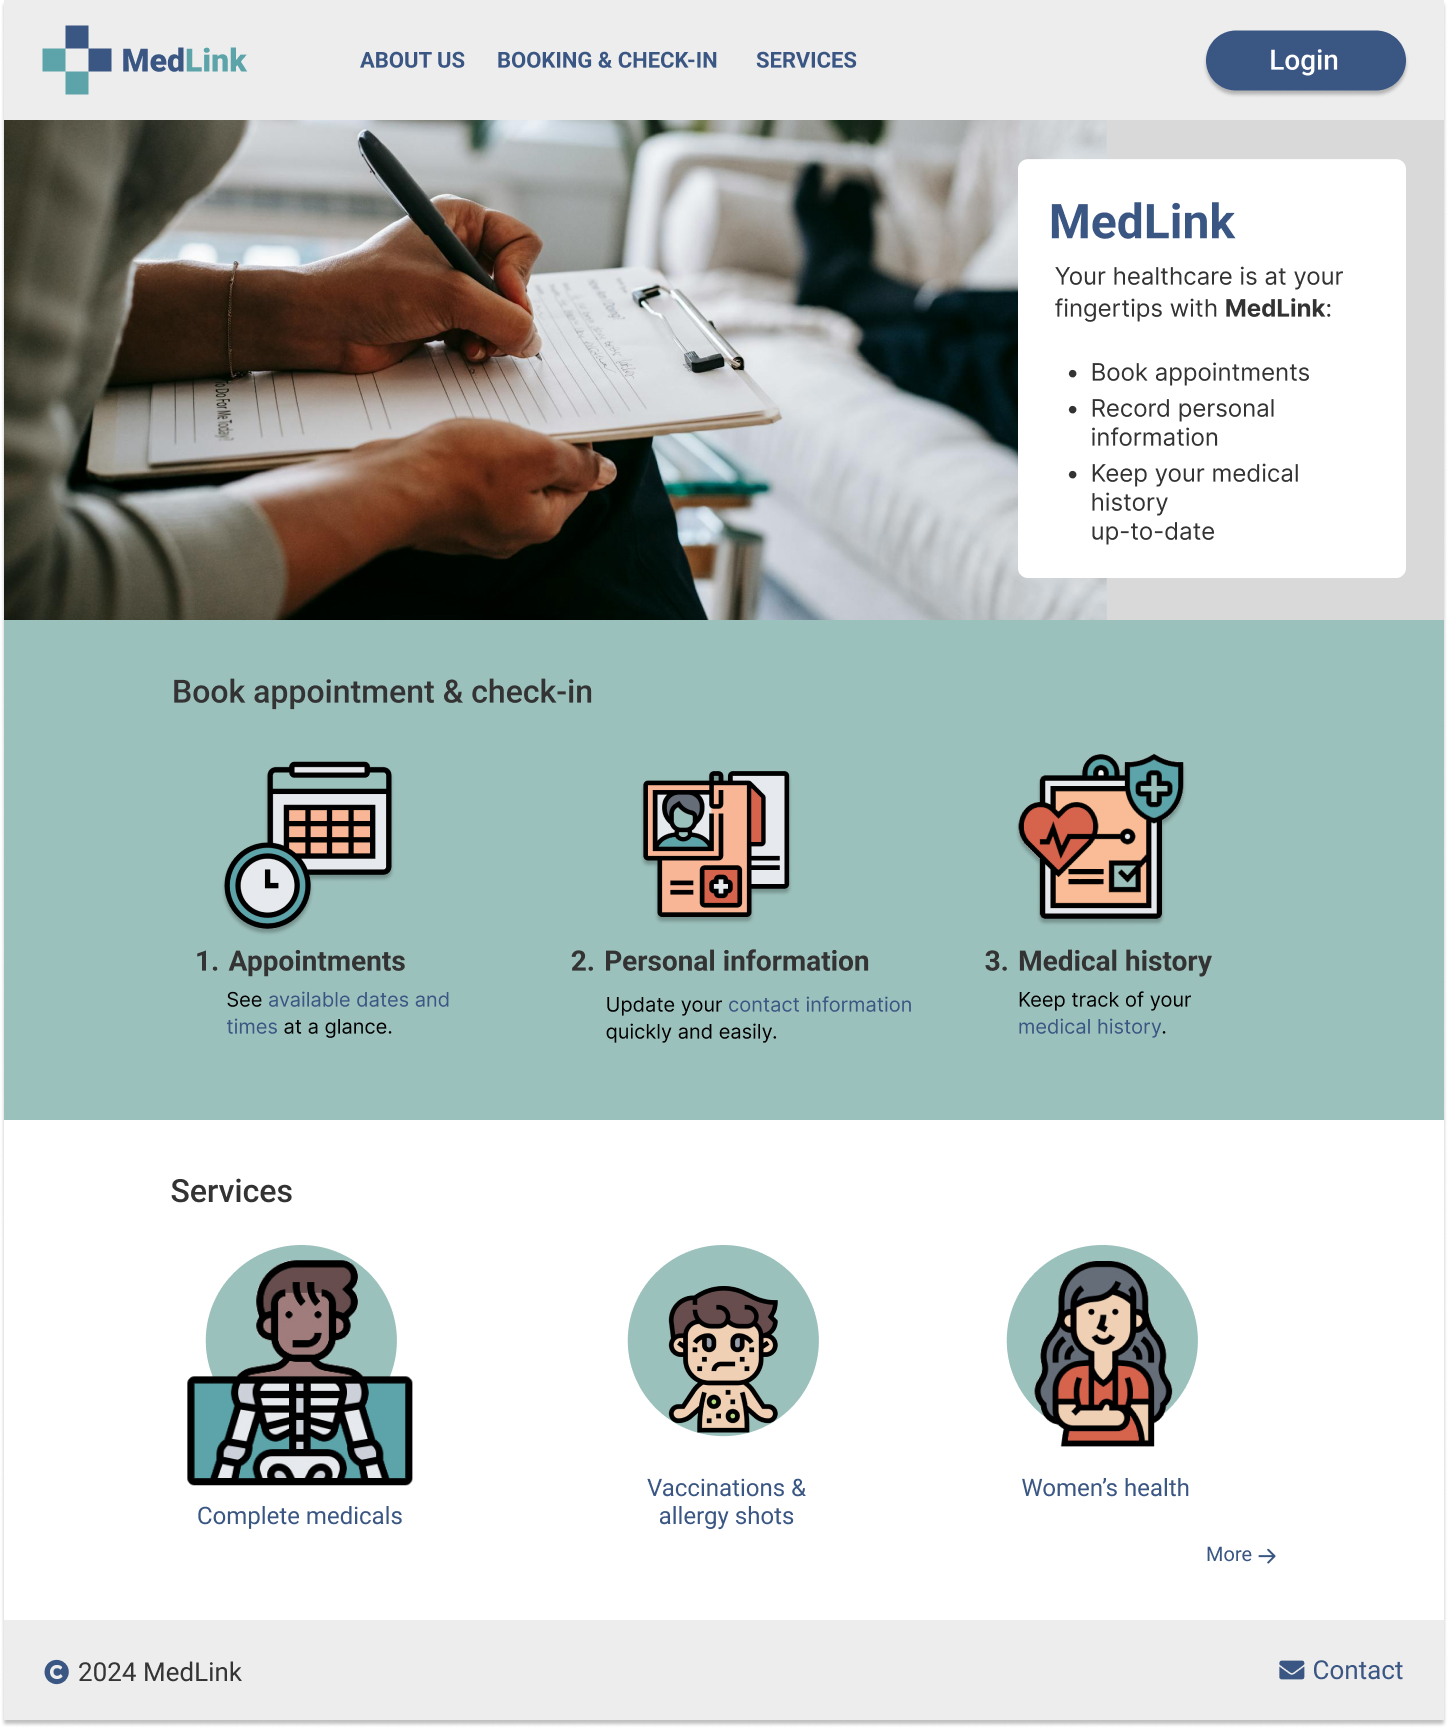 MedLink
ABOUT US
BOOKING & CHECK-IN
SERVICES
Login
To Do For Me Today!
MedLink
Your healthcare is at your
fingertips with MedLink:
• Book appointments
• Record personal
information
• Keep your medical
history
up-to-date
Book appointment & check-in
1. Appointments
See available dates and
times at a glance.
2. Personal information
Update your contact information
quickly and easily.
3. Medical history
Keep track of your
medical history.
Services
Complete medicals
Vaccinations &
allergy shots
Women’s health
More →
© 2024 MedLink
Contact